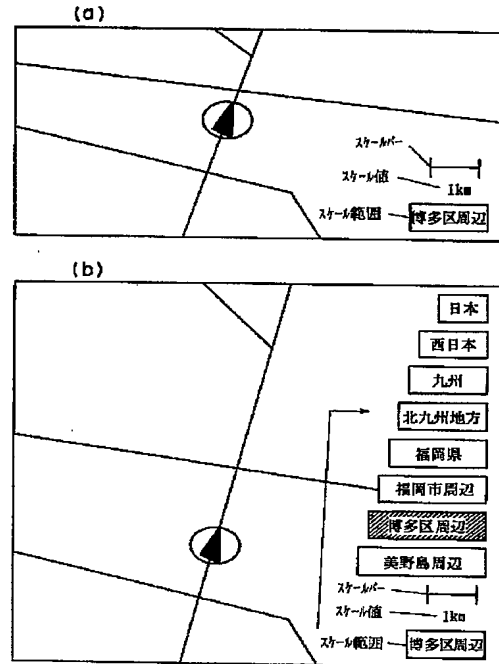 (a)
スケールバー
スケール値
1km
スケール範囲
博多区周辺
(b)
日本
西日本
九州
北九州地方
福岡県
福岡市周辺
博多区周辺
美野島周辺
スケールバー
スケール値
1km
スケール範囲
博多区周辺